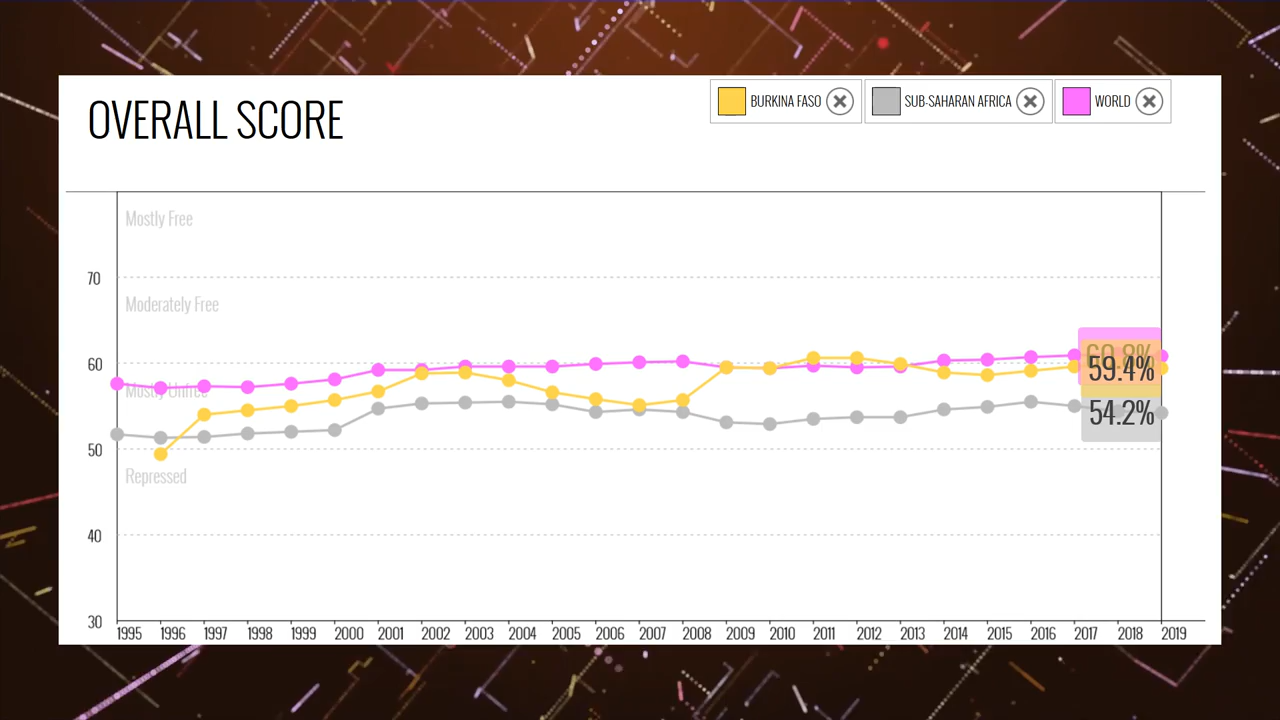 OVERALL SCORE
BURKINA FASO
SUB-SAHARAN AFRICA
WORLD
Mostly Free
70
Moderately Free
60
59.4%
Mostly Unfree
54.2%
50
Repressed
40
30
1995 1996 1997 1998 1999 2000 2001 2002 2003 2004 2005 2006 2007 2008 2009 2010 2011 2012 2013 2014 2015 2016 2017 2018 2019